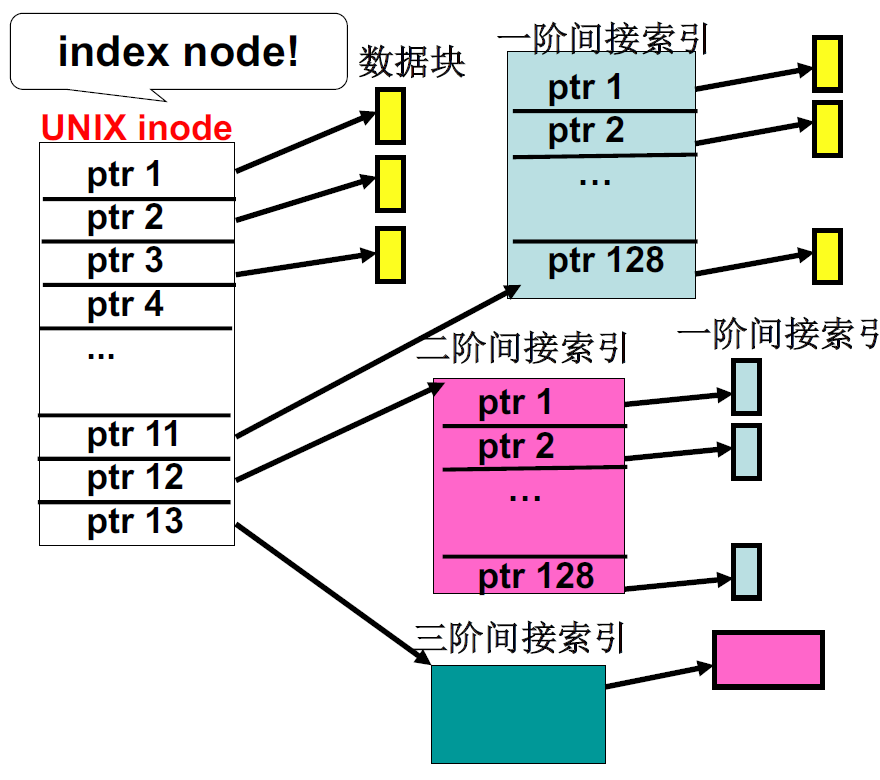 index node!
数据块
UNIX inode
ptr 1
ptr 2
ptr 3
ptr 4
...
ptr 11
ptr 12
ptr 13
一阶间接索引
ptr 1
ptr 2
...
ptr 128
二阶间接索引
一阶间接索引
ptr 1
ptr 2
...
ptr 128
三阶间接索引